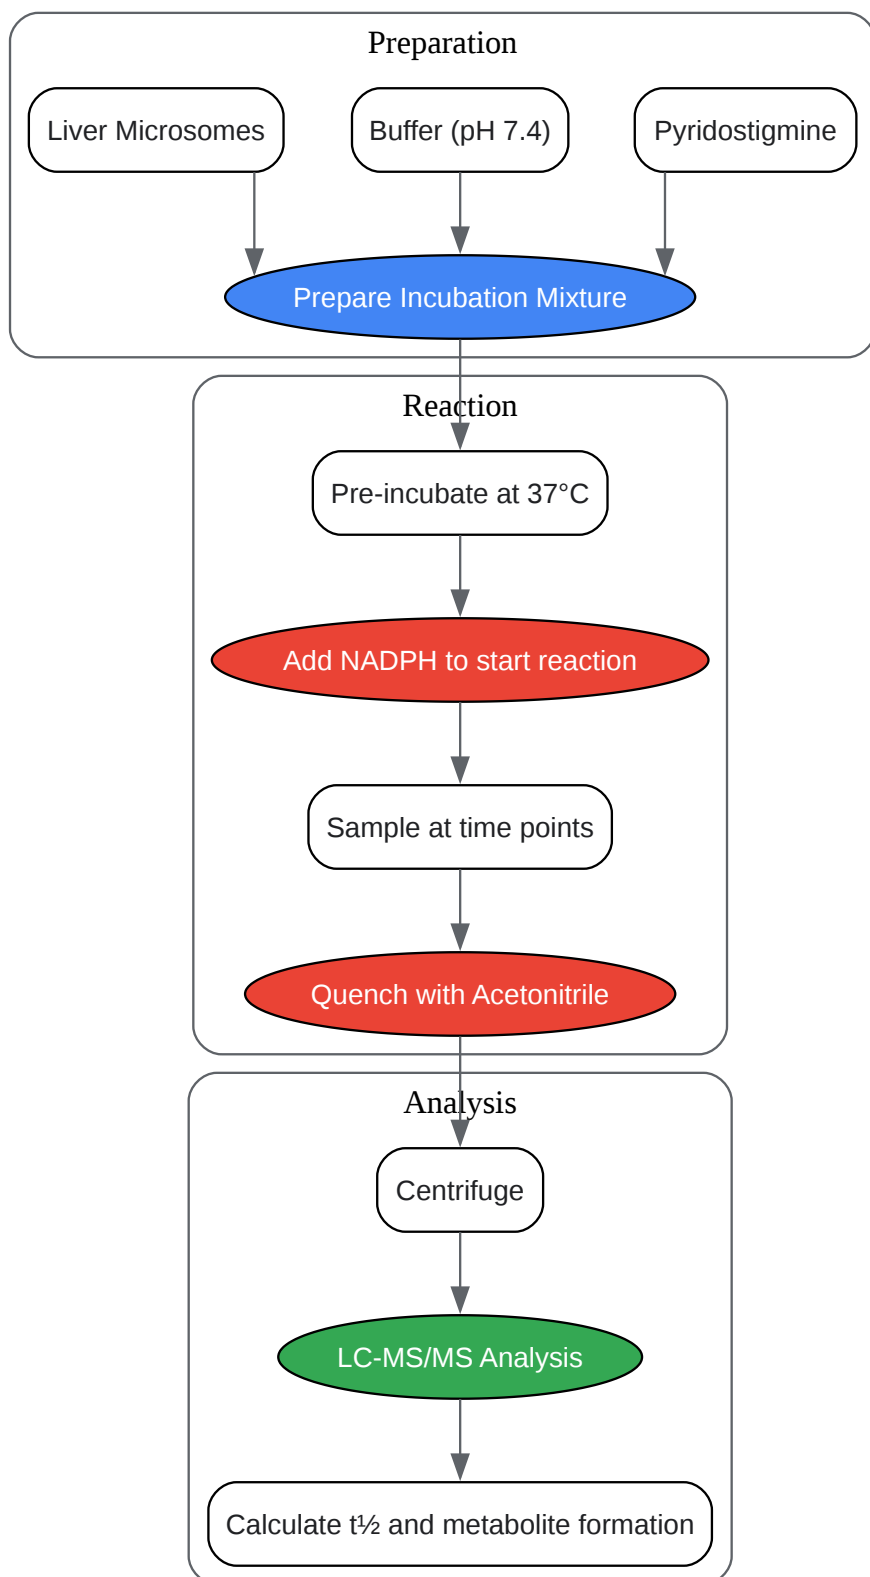 Preparation
Liver Microsomes
Buffer (pH 7.4)
Pyridostigmine
Prepare Incubation Mixture
Reaction
Pre-incubate at 37°C
Add NADPH to start reaction
Sample at time points
Quench with Acetonitrile
Analysis
Centrifuge
LC-MS/MS Analysis
Calculate t½ and metabolite formation